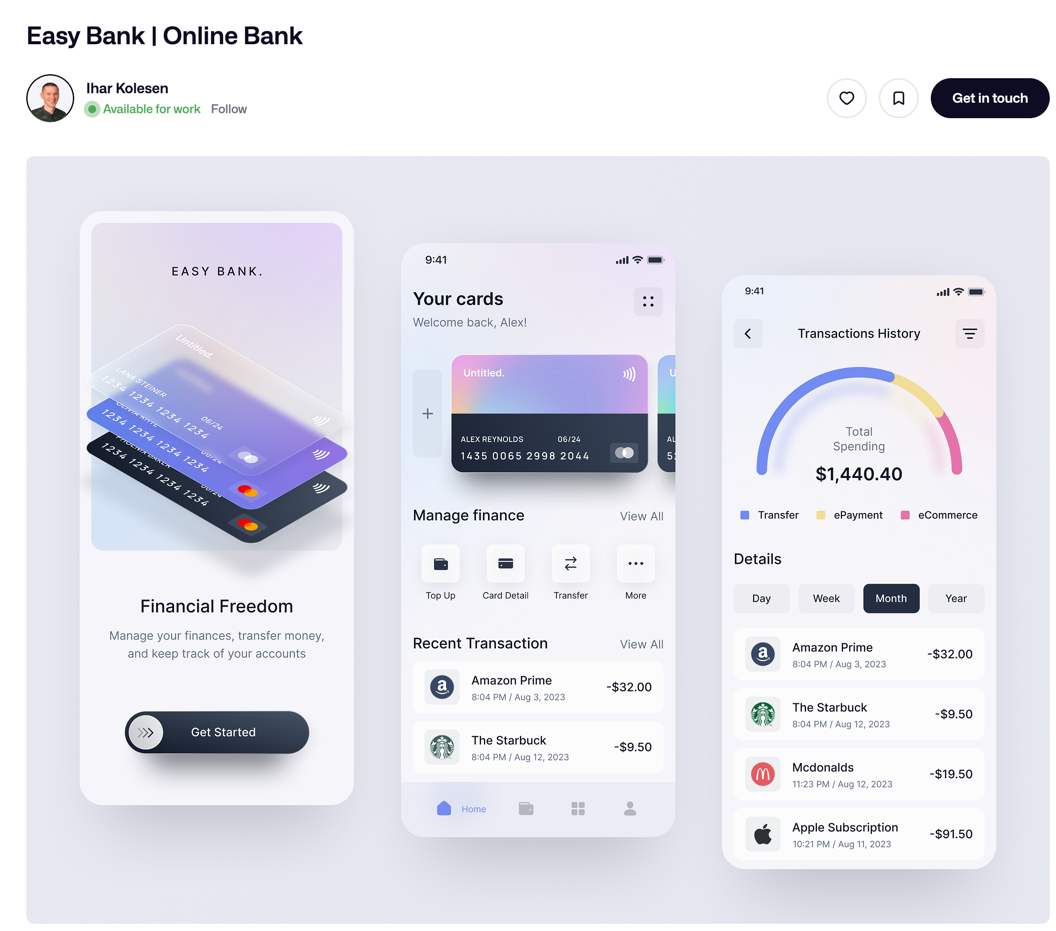 Easy Bank | Online Bank
Ihar Kolesen
Available for work Follow
Get in touch
EASY BANK.
Untitled.
LANA STEINER
06/24
1234 1234 1234 1234
1234 1234 1234 1234
1234 1234 1234 1234
Financial Freedom
Manage your finances, transfer money,
and keep track of your accounts
Get Started
9:41
Your cards
Welcome back, Alex!
Untitled.
ALEX REYNOLDS 06/24
1435 0065 2998 2044
Manage finance View All
Top Up Card Detail Transfer More
Recent Transaction View All
Amazon Prime
8:04 PM / Aug 3, 2023
-$32.00
The Starbuck
8:04 PM / Aug 12, 2023
-$9.50
Home
9:41
Transactions History
Total
Spending
$1,440.40
Transfer ePayment eCommerce
Details
Day Week Month Year
Amazon Prime
8:04 PM / Aug 3, 2023
-$32.00
The Starbuck
8:04 PM / Aug 12, 2023
-$9.50
Mcdonalds
11:23 PM / Aug 12, 2023
-$19.50
Apple Subscription
10:21 PM / Aug 11, 2023
-$91.50